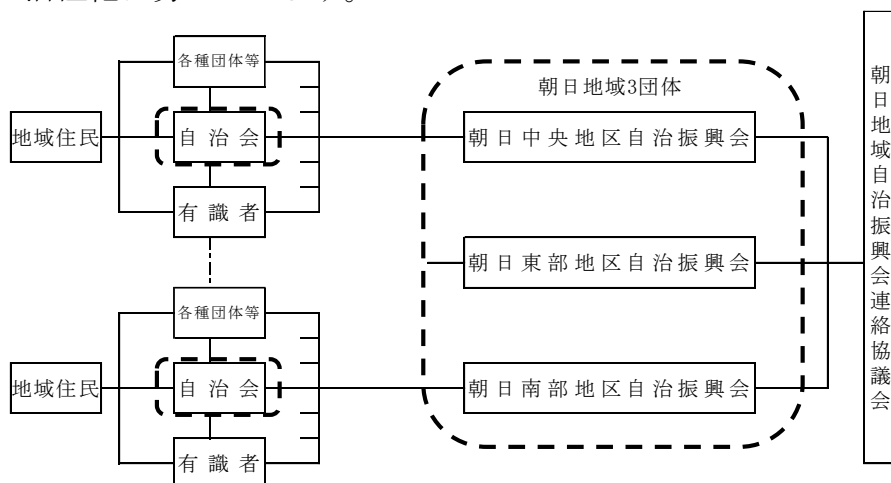 各種団体等
地域住民
自治会
有識者
朝日地域3団体
朝日中央地区自治振興会
朝日東部地区自治振興会
朝日南部地区自治振興会
各種団体等
地域住民
自治会
有識者
朝日地域自治振興会連絡協議会